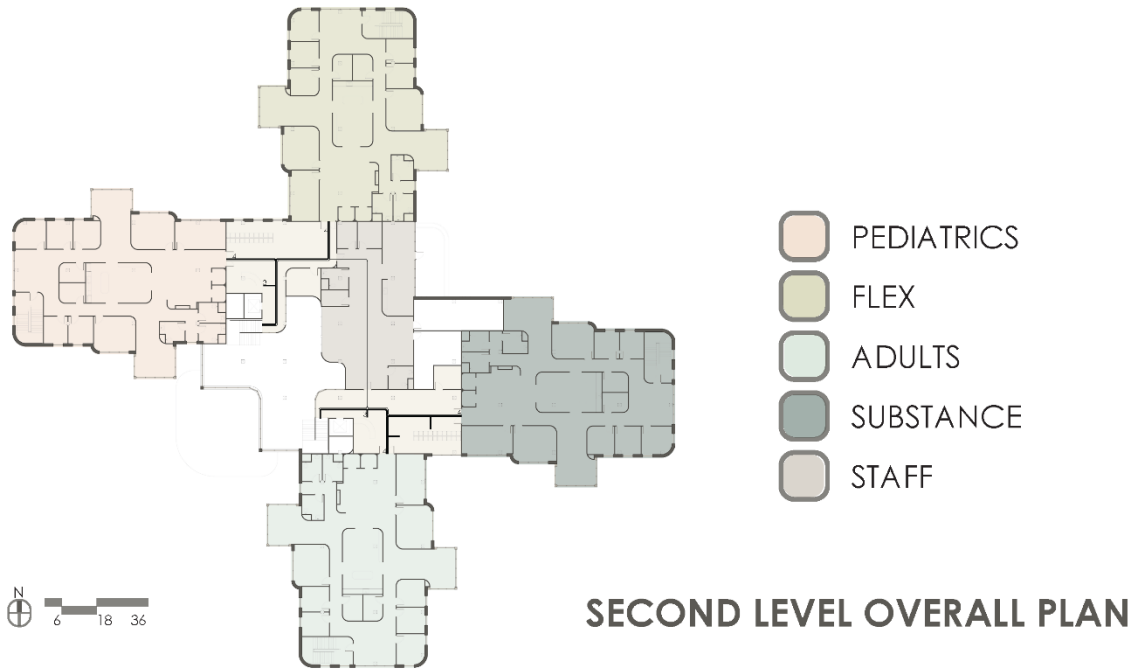 PEDIATRICS
FLEX
ADULTS
SUBSTANCE
STAFF
N
6 18 36
SECOND LEVEL OVERALL PLAN